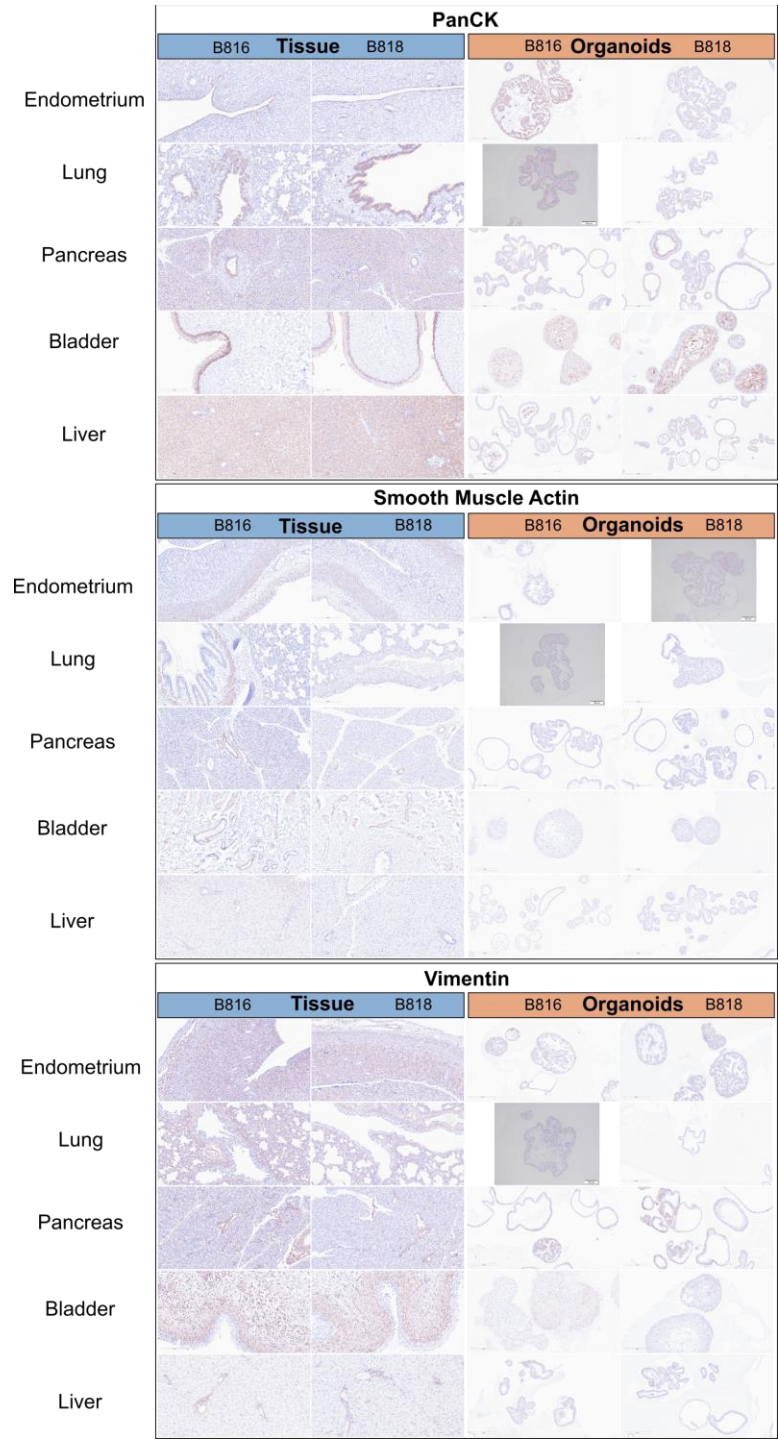 PanCK
B816 Tissue B818 B816 Organoids B818
Endometrium
Lung
Pancreas
Bladder
Liver
Smooth Muscle Actin
B816 Tissue B818 B816 Organoids B818
Endometrium
Lung
Pancreas
Bladder
Liver
Vimentin
B816 Tissue B818 B816 Organoids B818
Endometrium
Lung
Pancreas
Bladder
Liver